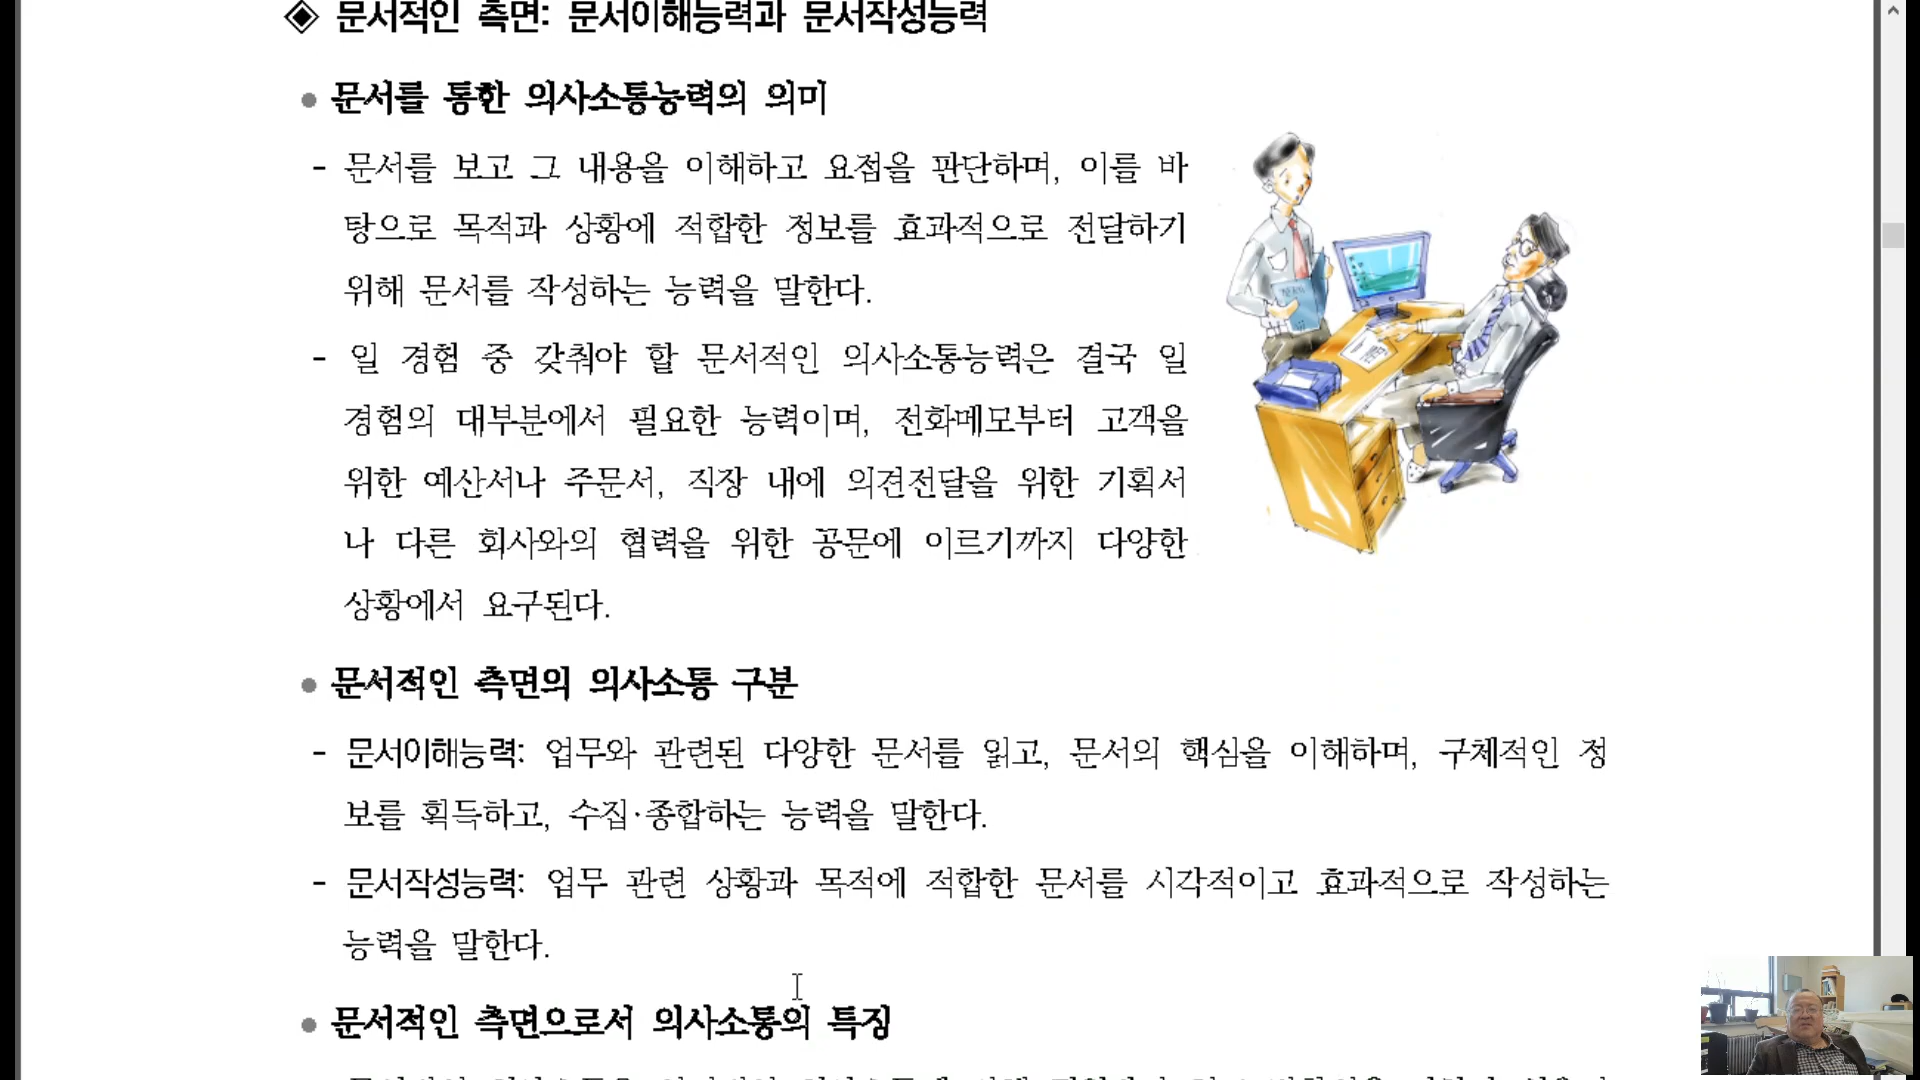 ◈ 문서적인 측면: 문서이해능력과 문서작성능력
● 문서를 통한 의사소통능력의 의미
- 문서를 보고 그 내용을 이해하고 요점을 판단하며, 이를 바
탕으로 목적과 상황에 적합한 정보를 효과적으로 전달하기
위해 문서를 작성하는 능력을 말한다.
- 일 경험 중 갖춰야 할 문서적인 의사소통능력은 결국 일
경험의 대부분에서 필요한 능력이며, 전화메모부터 고객을
위한 예산서나 주문서, 직장 내에 의견전달을 위한 기획서
나 다른 회사와의 협력을 위한 공문에 이르기까지 다양한
상황에서 요구된다.
● 문서적인 측면의 의사소통 구분
- 문서이해능력: 업무와 관련된 다양한 문서를 읽고, 문서의 핵심을 이해하며, 구체적인 정
보를 획득하고, 수집·종합하는 능력을 말한다.
- 문서작성능력: 업무 관련 상황과 목적에 적합한 문서를 시각적이고 효과적으로 작성하는
능력을 말한다.
● 문서적인 측면으로서 의사소통의 특징